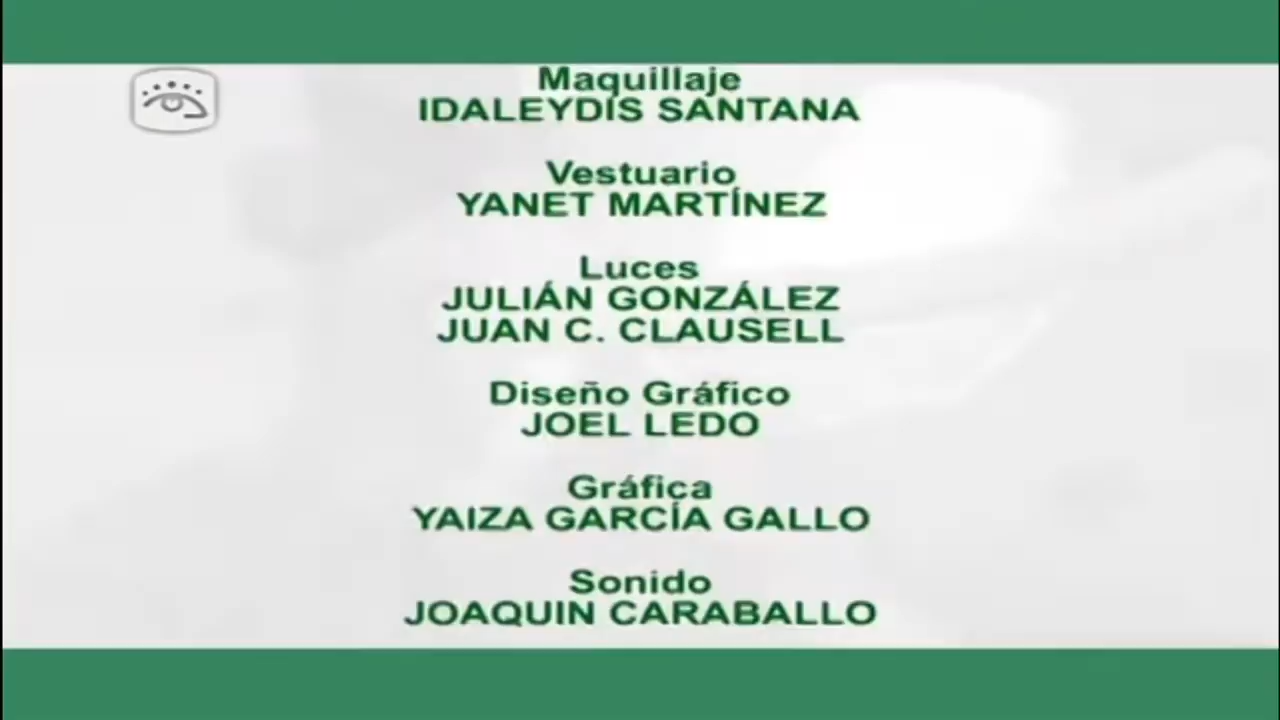 Maquillaje
IDALEYDIS SANTANA
Vestuario
YANET MARTÍNEZ
Luces
JULIÁN GONZÁLEZ
JUAN C. CLAUSELL
Diseño Gráfico
JOEL LEDO
Gráfica
YAIZA GARCÍA GALLO
Sonido
JOAQUIN CARABALLO